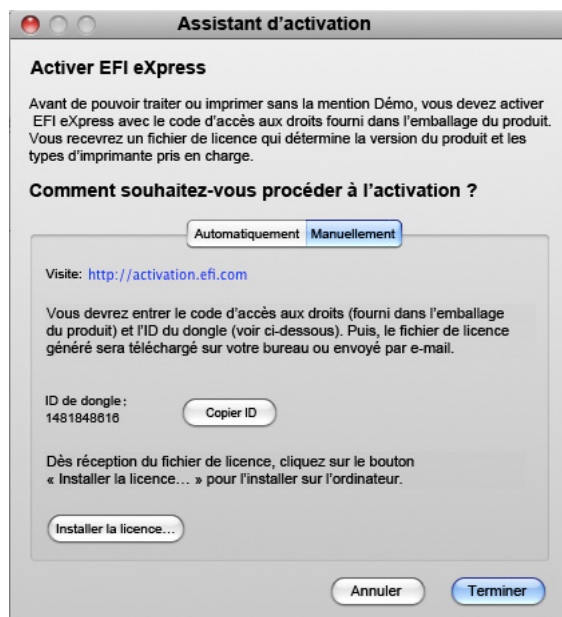 Assistant d'activation
Activer EFI eXpress
Avant de pouvoir traiter ou imprimer sans la mention Démo, vous devez activer
EFI eXpress avec le code d'accès aux droits fourni dans l'emballage du produit.
Vous recevrez un fichier de licence qui détermine la version du produit et les
types d'imprimante pris en charge.
Comment souhaitez-vous procéder à l'activation ?
Automatiquement Manuellement
Visite: http://activation.efi.com
Vous devrez entrer le code d'accès aux droits (fourni dans l'emballage
du produit) et l'ID du dongle (voir ci-dessous). Puis, le fichier de licence
généré sera téléchargé sur votre bureau ou envoyé par e-mail.
ID de dongle:
1481848616
Copier ID
Dès réception du fichier de licence, cliquez sur le bouton
« Installer la licence… » pour l'installer sur l'ordinateur.
Installer la licence…
Annuler Terminer